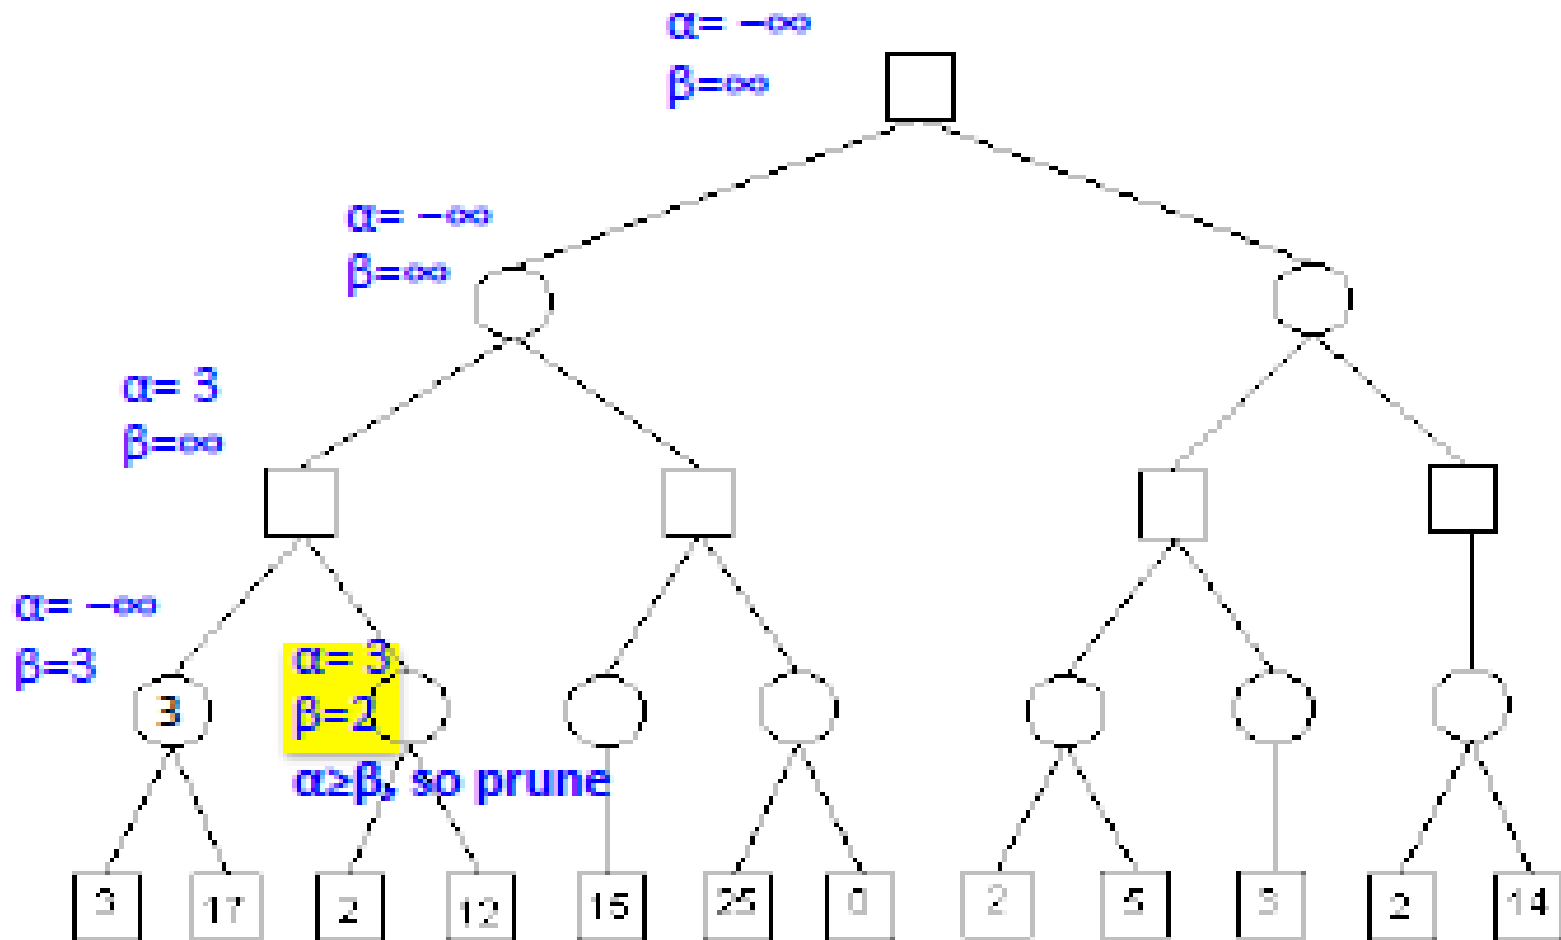 α= −∞
β=∞
α= −∞
β=∞
α= 3
β=∞
α= −∞
β=3
3
α= 3
β=2
α≥β, so prune
3 17 2 12 15 25 0 2 5 3 2 14